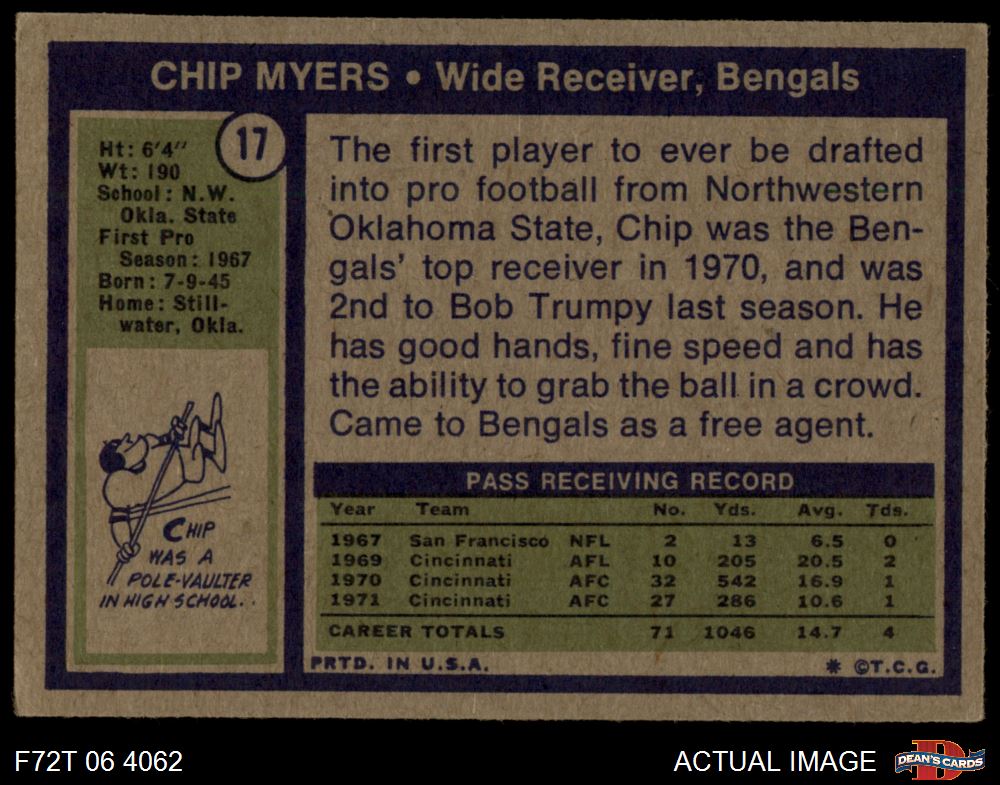 CHIP MYERS • Wide Receiver, Bengals
17
Ht: 6'4"
Wt: 190
School: N.W.
Okla. State
First Pro
Season: 1967
Born: 7-9-45
Home: Still-
water, Okla.
CHIP
WAS A
POLE-VAULTER
IN HIGH SCHOOL..
The first player to ever be drafted
into pro football from Northwestern
Oklahoma State, Chip was the Ben-
gals' top receiver in 1970, and was
2nd to Bob Trumpy last season. He
has good hands, fine speed and has
the ability to grab the ball in a crowd.
Came to Bengals as a free agent.
PASS RECEIVING RECORD
Year Team No. Yds. Avg. Tds.
1967 San Francisco NFL 2 13 6.5 0
1969 Cincinnati AFL 10 205 20.5 2
1970 Cincinnati AFC 32 542 16.9 1
1971 Cincinnati AFC 27 286 10.6 1
CAREER TOTALS 71 1046 14.7 4
PRTD. IN U.S.A. * ©T.C.G.
F72T 06 4062 ACTUAL IMAGE
D
DEAN'S CARDS